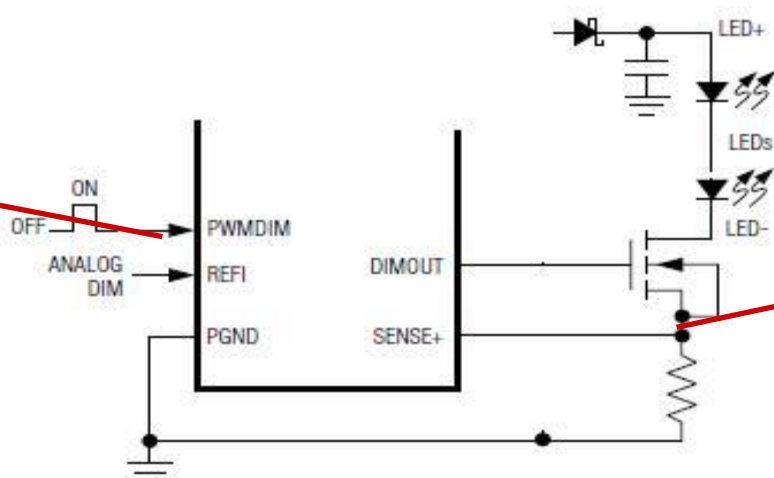 LED+
LEDs
LED-
ON
OFF
PWMDIM
ANALOG
DIM
REFI
DIMOUT
PGND
SENSE+